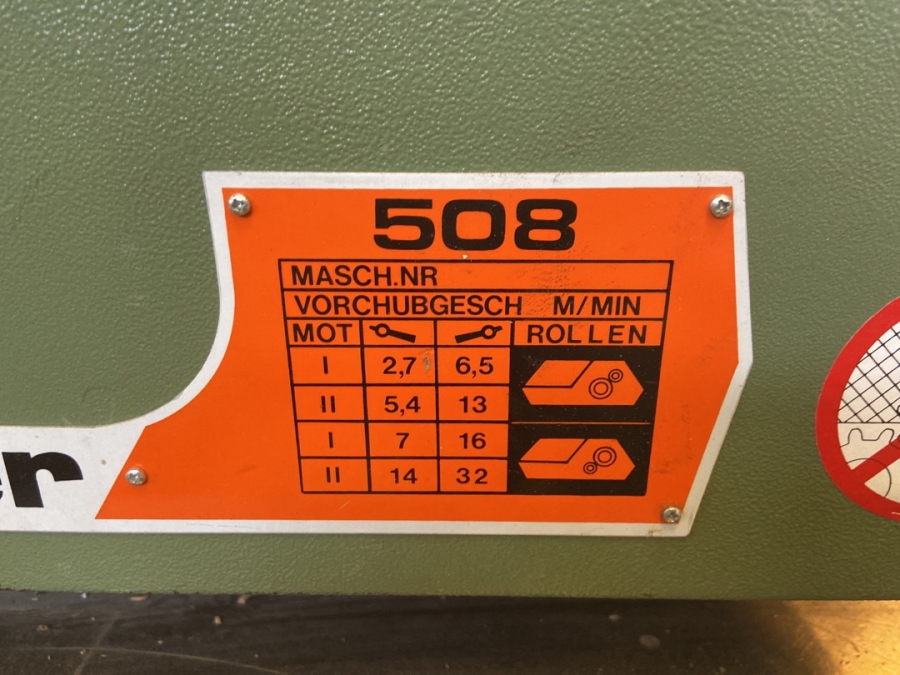 508
MASCH.NR
VORCHUBGESCH M/MIN
MOT ROLLEN
I 2,7 6,5
II 5,4 13
I 7 16
II 14 32
er